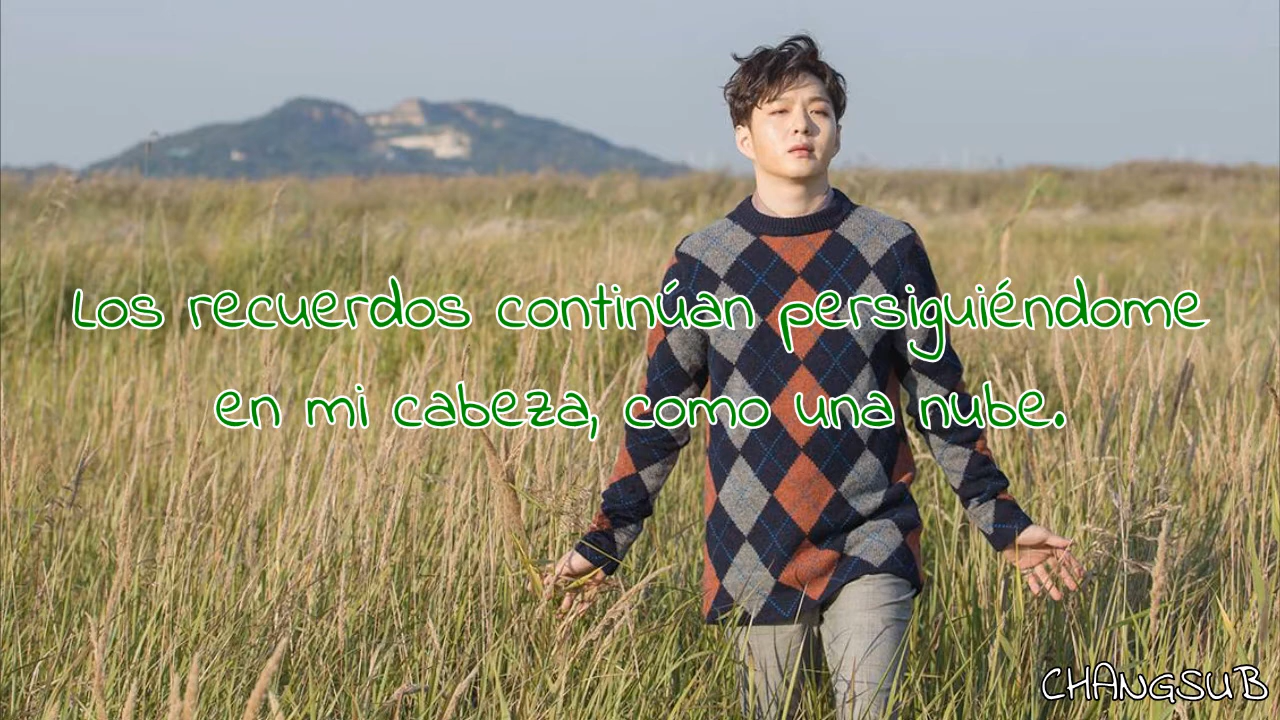 Los recuerdos continúan persiguiéndome
en mi cabeza, como una nube.
CHANGSUB